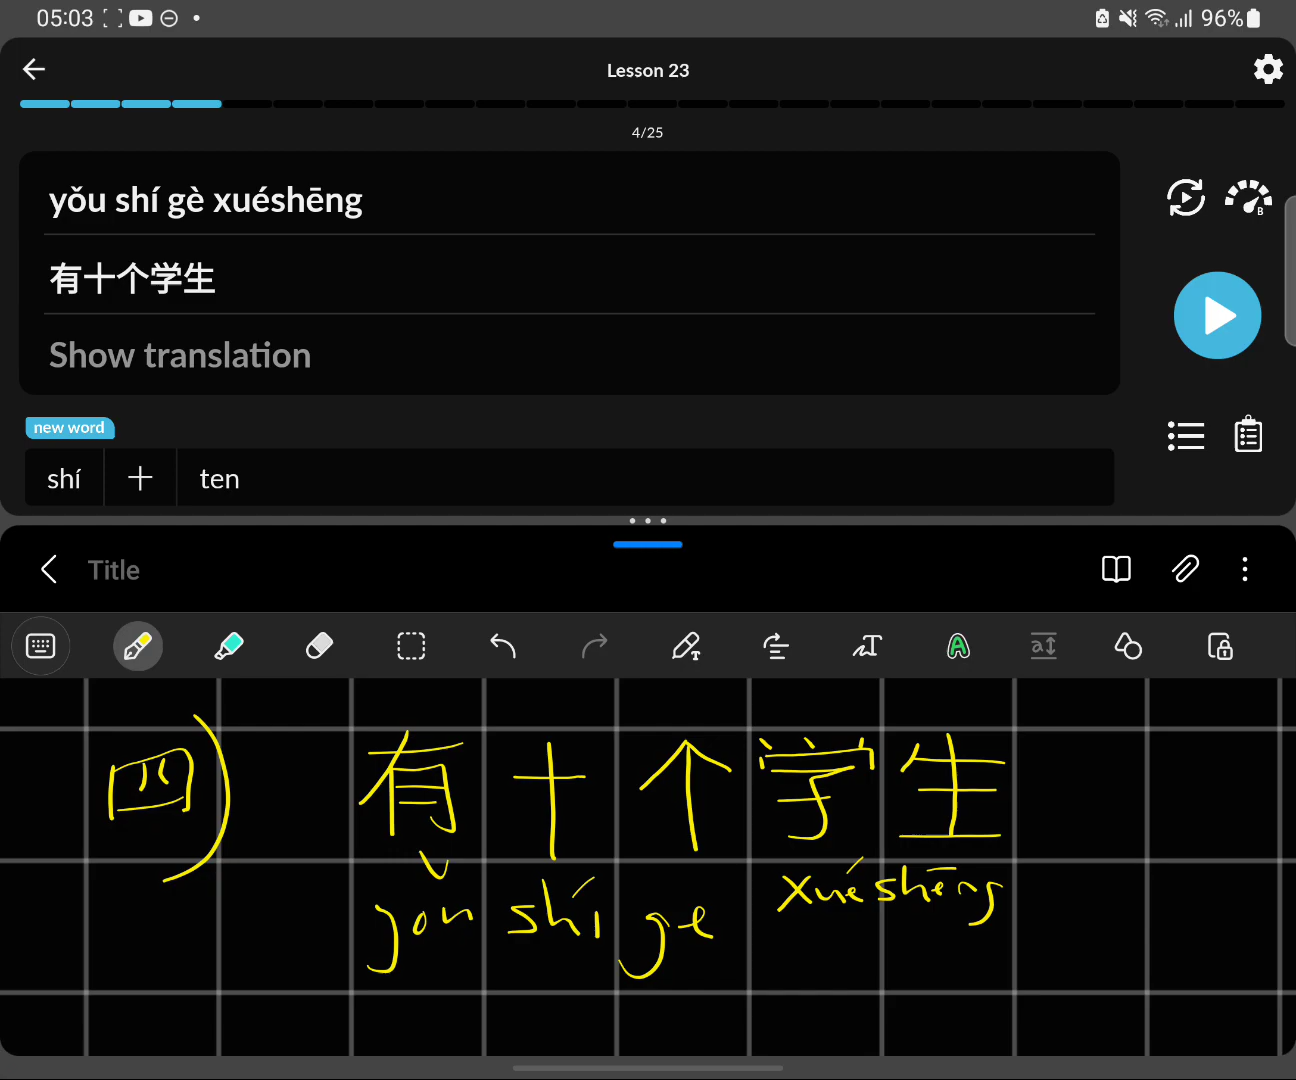 05:03
96%
Lesson 23
4/25
yǒu shí gè xuéshēng
有十个学生
Show translation
B
new word
shí 十 ten
Title
T T A a
四) 有十个学生
yǒu shí ge xuéshēng